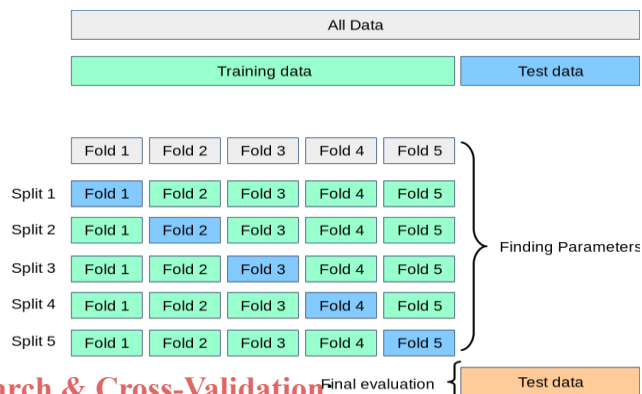 All Data
Training data Test data
Fold 1 Fold 2 Fold 3 Fold 4 Fold 5
Split 1 Fold 1 Fold 2 Fold 3 Fold 4 Fold 5
Split 2 Fold 1 Fold 2 Fold 3 Fold 4 Fold 5
Finding Parameters
Split 3 Fold 1 Fold 2 Fold 3 Fold 4 Fold 5
Split 4 Fold 1 Fold 2 Fold 3 Fold 4 Fold 5
Split 5 Fold 1 Fold 2 Fold 3 Fold 4 Fold 5
& Cross-Validation
Final evaluation Test data